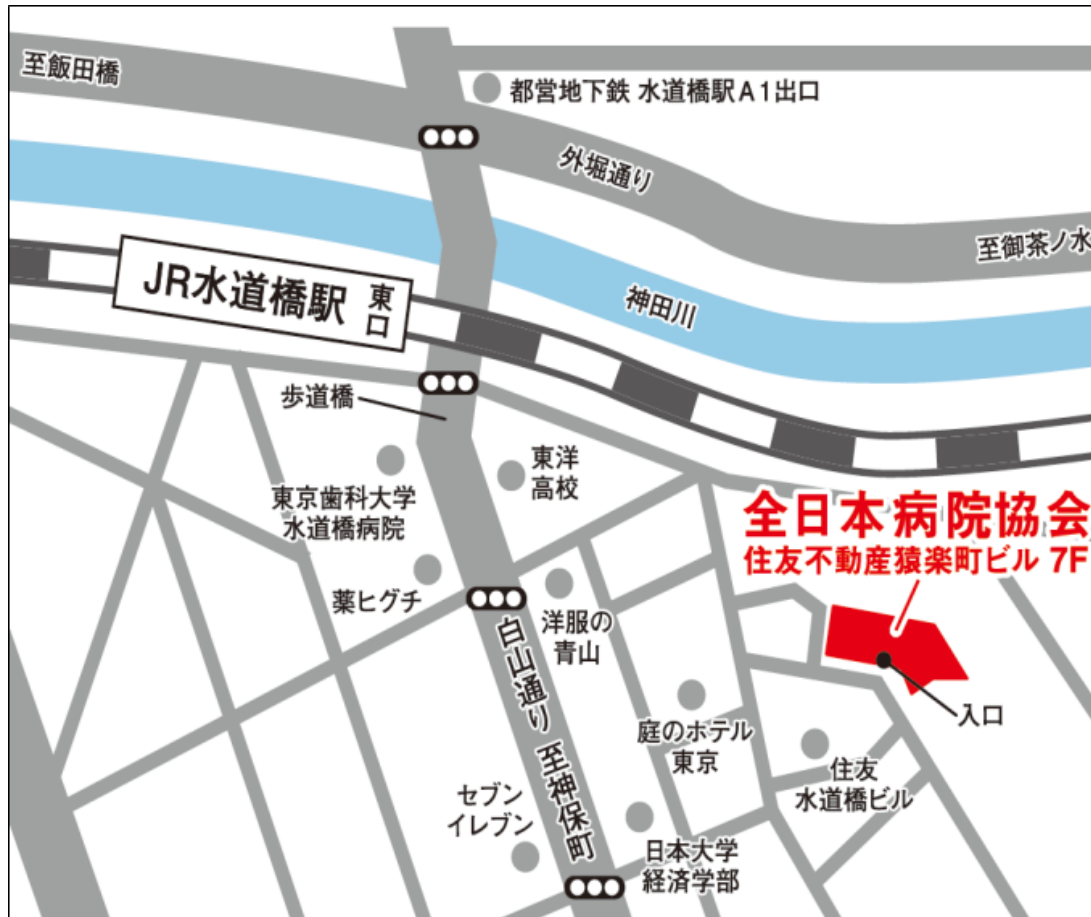 至飯田橋
都営地下鉄 水道橋駅A1出口
外堀通り
至御茶ノ水
神田川
JR水道橋駅 東口
歩道橋
東洋
高校
東京歯科大学
水道橋病院
全日本病院協会
住友不動産猿楽町ビル 7F
薬ヒグチ
洋服の
青山
白山通り 至神保町
入口
庭のホテル
東京
住友
水道橋ビル
セブン
イレブン
日本大学
経済学部